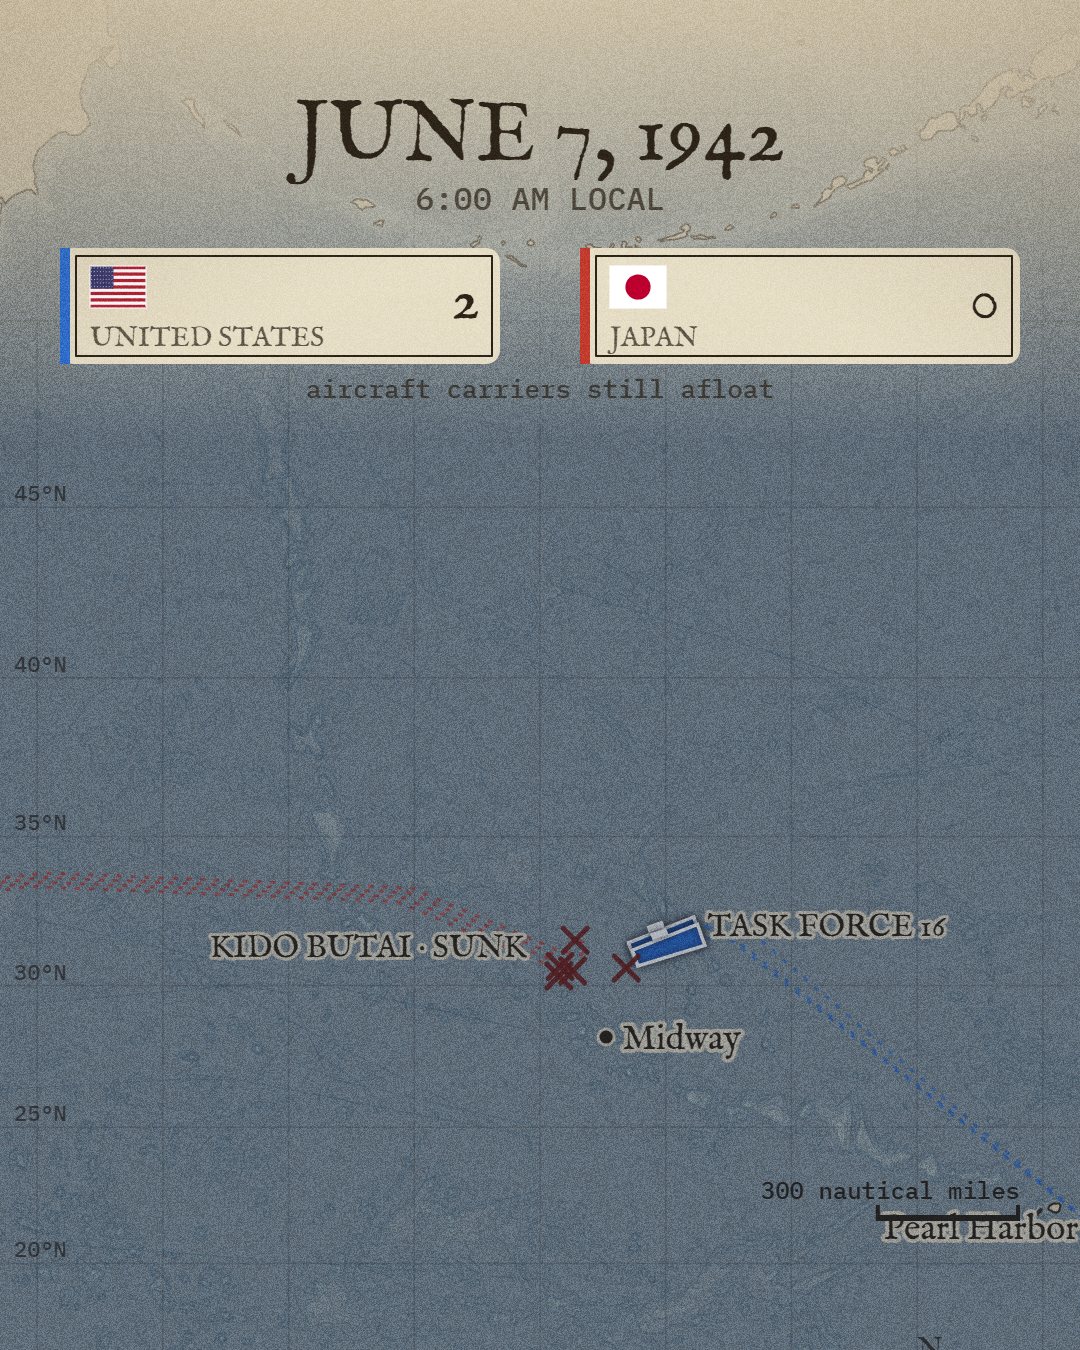 JUNE 7, 1942
6:00 AM LOCAL
2
UNITED STATES
0
JAPAN
aircraft carriers still afloat
45°N
40°N
35°N
TASK FORCE 16
KIDO BUTAI · SUNK
30°N
Midway
25°N
300 nautical miles
Pearl Harbor
20°N
N